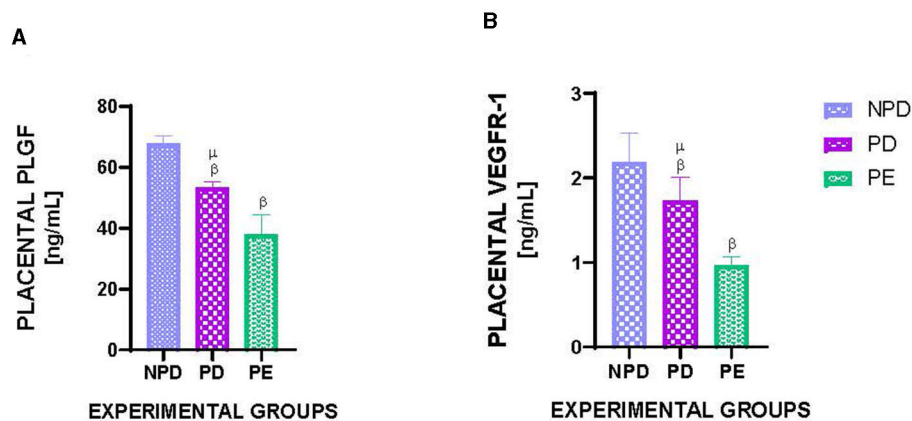 A
PLACENTAL PLGF
[ng/mL]
80
60
40
20
0
μ
β
β
NPD PD PE
EXPERIMENTAL GROUPS
B
PLACENTAL VEGFR-1
[ng/mL]
3
2
1
0
μ
β
β
NPD PD PE
EXPERIMENTAL GROUPS
NPD
PD
PE